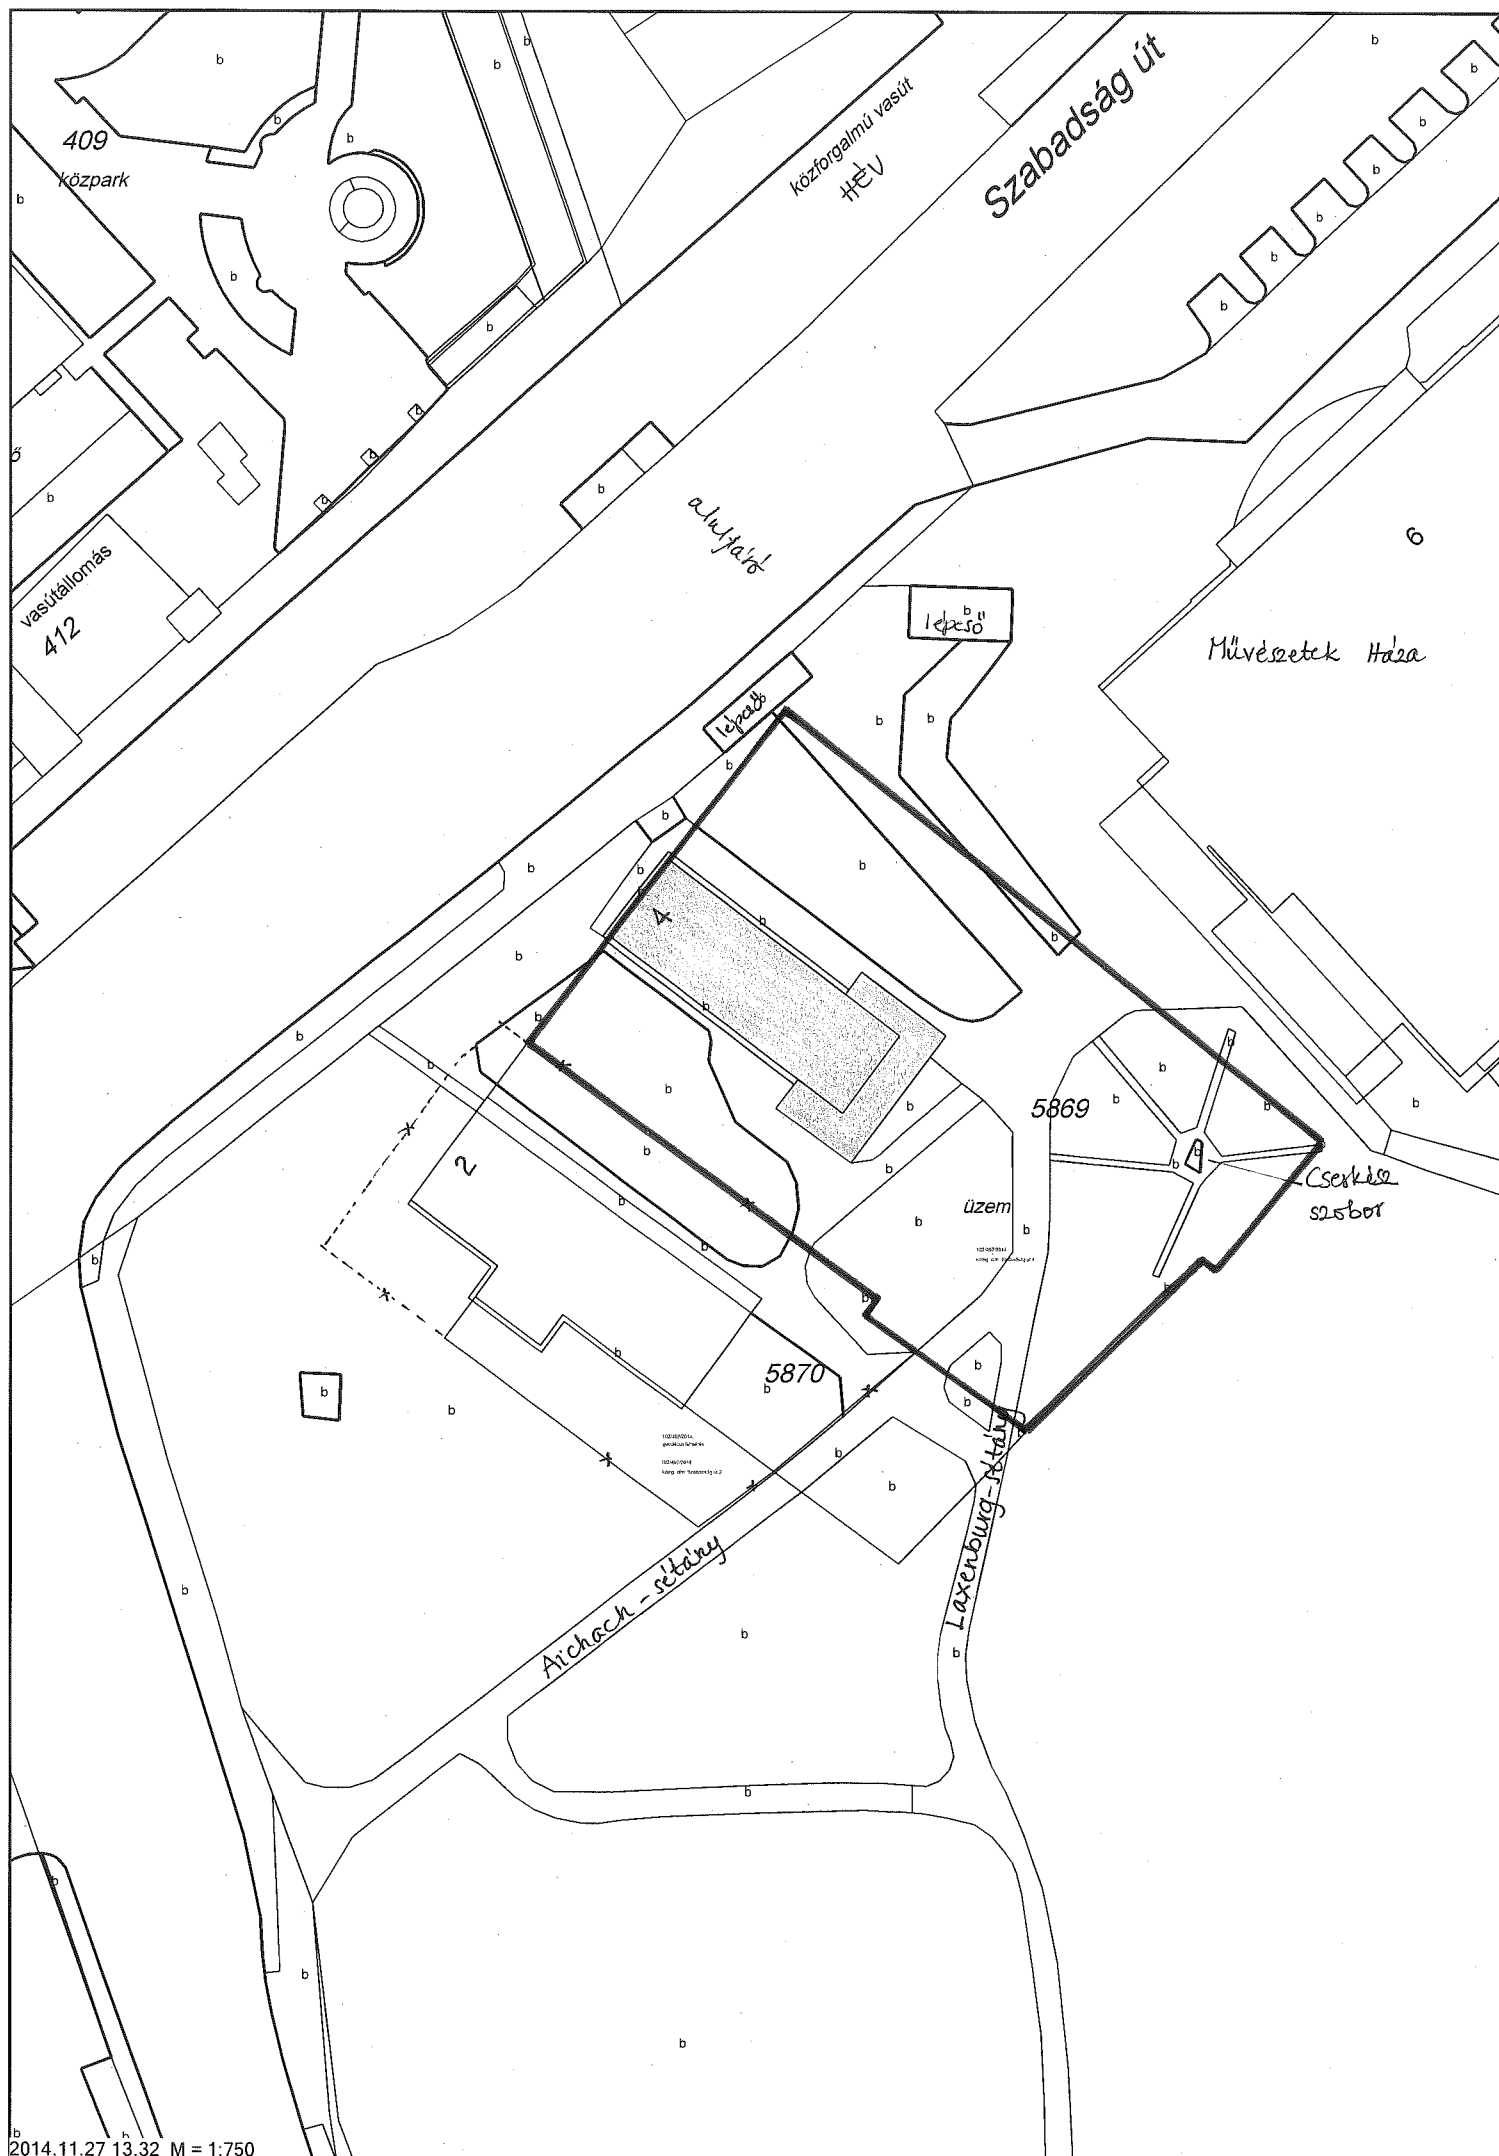 409
közpark
közforgalmú vasút
HÉV
Szabadság út
vasútállomás
412
aluljáró
lépcső
lépcső
Művészetek Háza
6
4
2
5869
üzem
Cserkész
szobor
5870
Aichach - sétány
Laxenburg - sétány
2014.11.27 13.32 M = 1:750